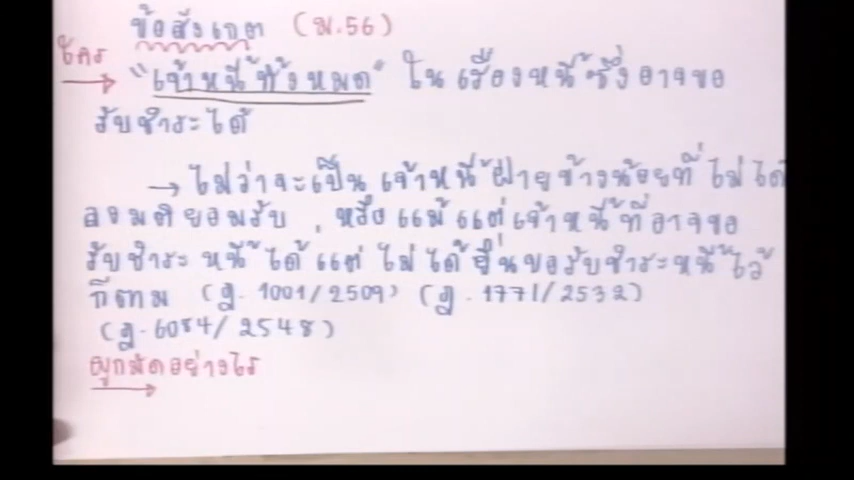 ข้อสังเกต (ม.56)
ใคร → "เจ้าหนี้ทั้งหมด" ในเรื่องหนี้ซึ่งอาจขอ
รับชำระได้
→ ไม่ว่าจะเป็นเจ้าหนี้ฝ่ายข้างน้อยที่ไม่ได้
ลงมติยอมรับ , หรือแม้แต่เจ้าหนี้ที่อาจขอ
รับชำระหนี้ได้แต่ไม่ได้ยื่นขอรับชำระหนี้ไว้
ก็ตาม (ฎ. 1001/2509) (ฎ. 1771/2532)
(ฎ. 6084/2548)
ผูกมัดอย่างไร
→